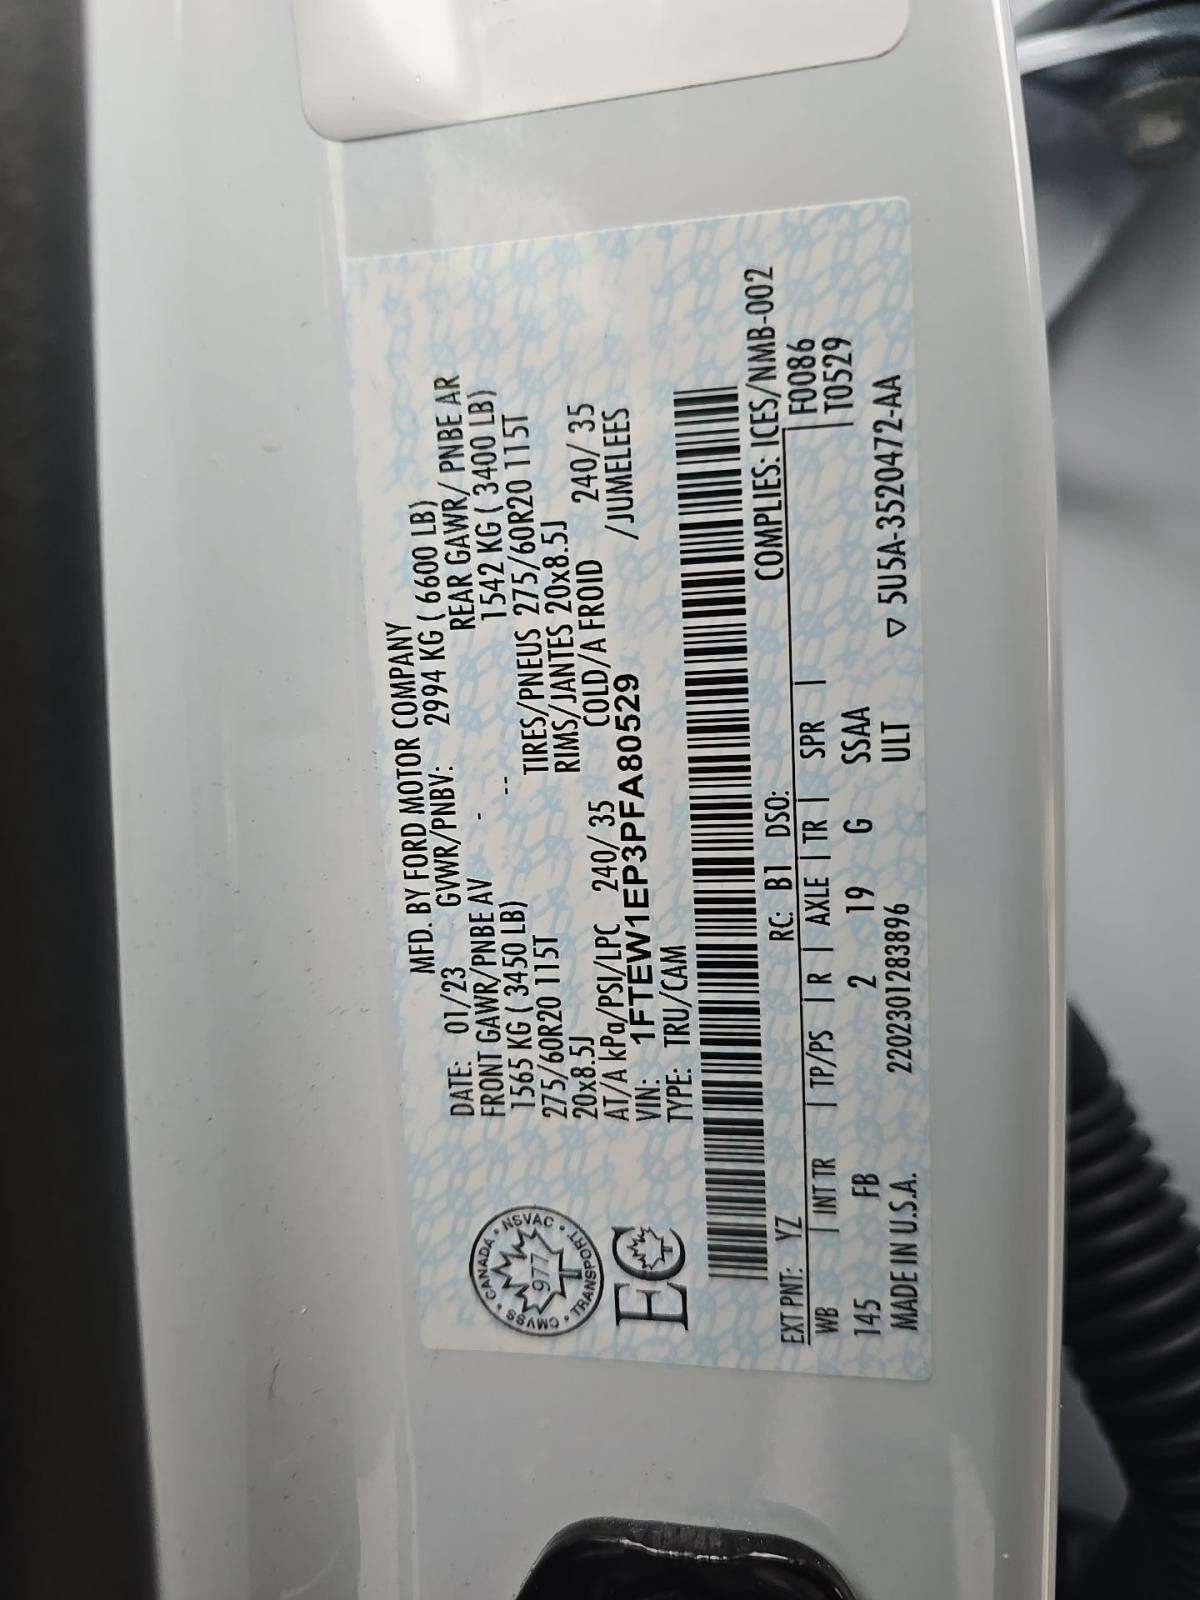 MFD. BY FORD MOTOR COMPANY
DATE: 01/23 GVWR/PNBV: 2994 KG ( 6600 LB)
FRONT GAWR/PNBE AV - REAR GAWR/ PNBE AR
1565 KG ( 3450 LB) -- 1542 KG ( 3400 LB)
275/60R20 115T TIRES/PNEUS 275/60R20 115T
20x8.5J RIMS/JANTES 20x8.5J
AT/A kPa/PSI/LPC 240/ 35 COLD/A FROID 240/ 35
VIN: 1FTEW1EP3PFA80529 /JUMELEES
TYPE: TRU/CAM
CANADA • NSVAC • TRANSPORT • CMVSS •
977
EC
COMPLIES: ICES/NMB-002
EXT PNT: YZ RC: B1 DSO: F0086
WB | INT TR | TP/PS | R | AXLE | TR | SPR | T0529
145 FB 2 19 G SSAA
MADE IN U.S.A. 2202301283896 ULT ▽ 5U5A-3520472-AA